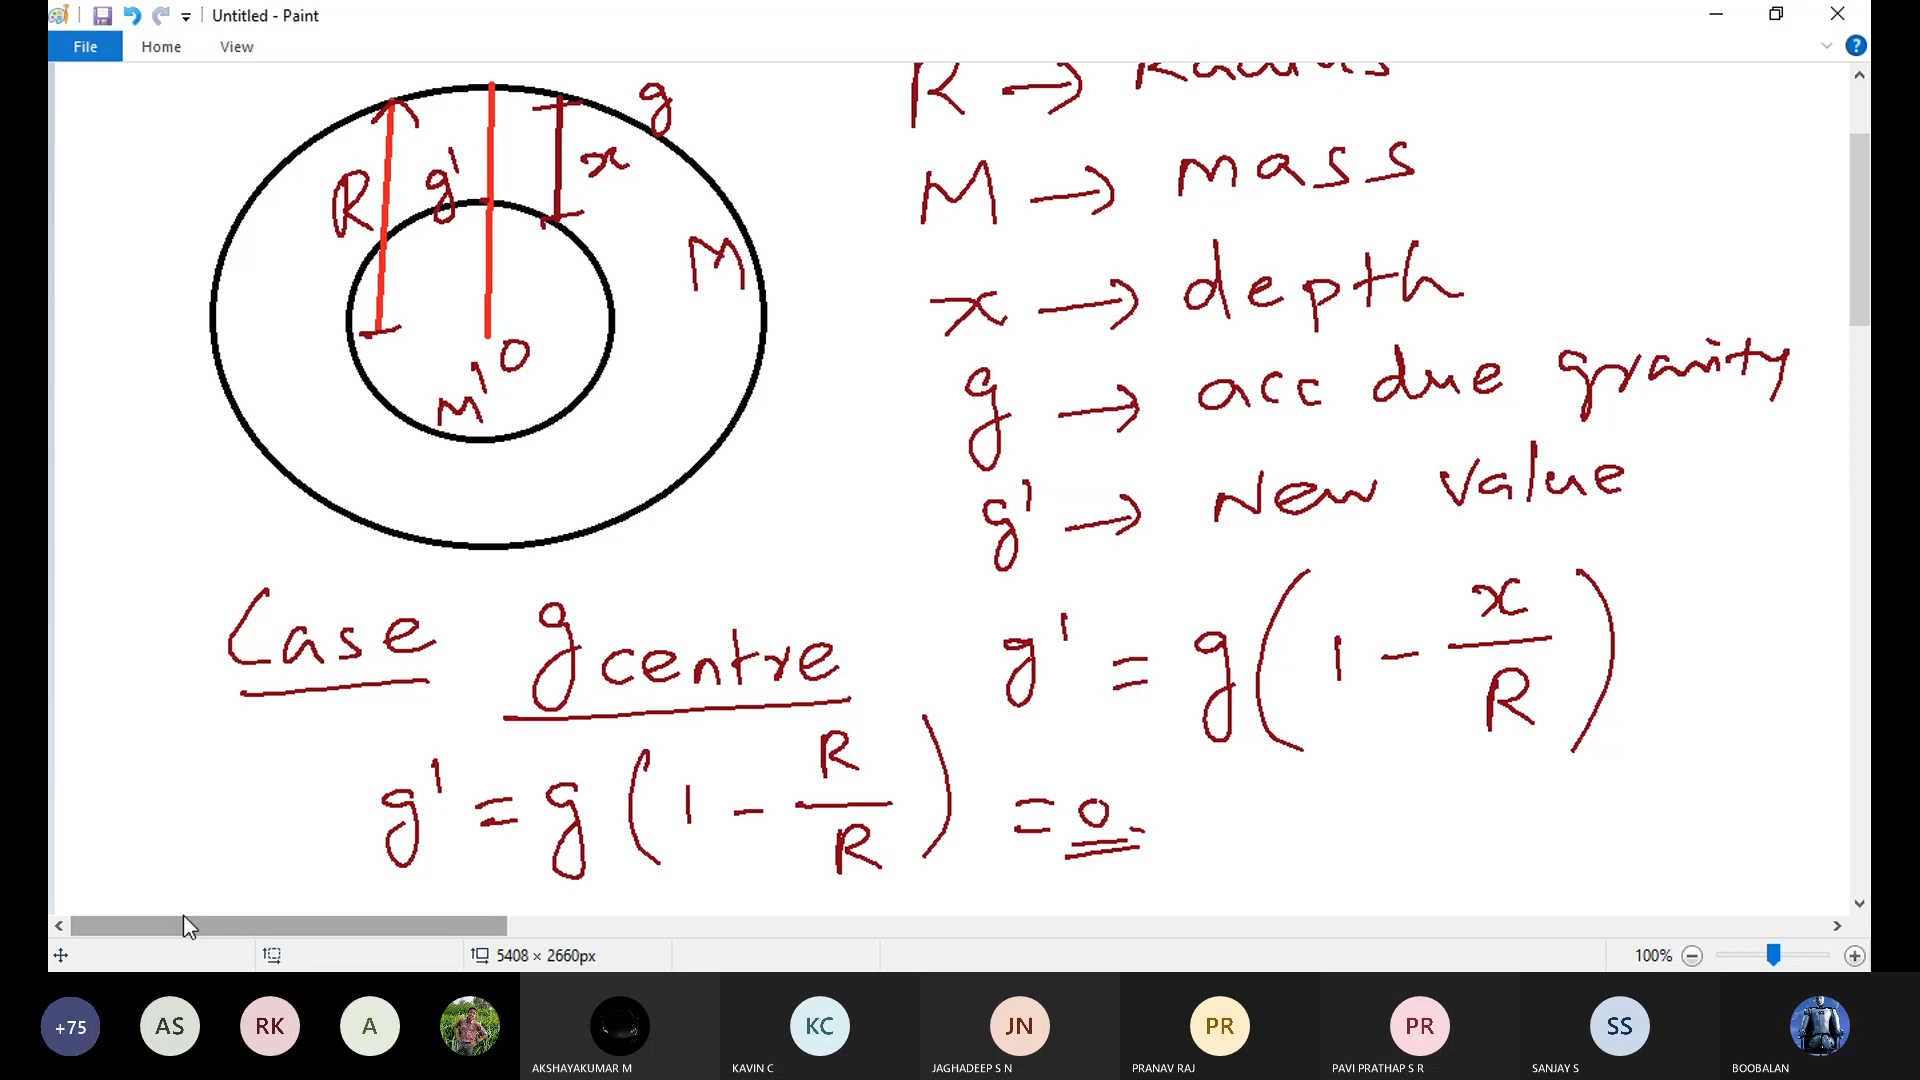 Untitled - Paint
File Home View
R → Radius
M → mass
x → depth
g → acc due gravity
g' → New value
g' = g(1 - x/R)
g
R g' x
M
O
M'
Case g centre
g' = g(1 - R/R) = 0
5408 × 2660px
100%
+75 AS RK A KC JN PR PR SS
AKSHAYAKUMAR M KAVIN C JAGHADEEP S N PRANAV RAJ PAVI PRATHAP S R SANJAY S BOOBALAN